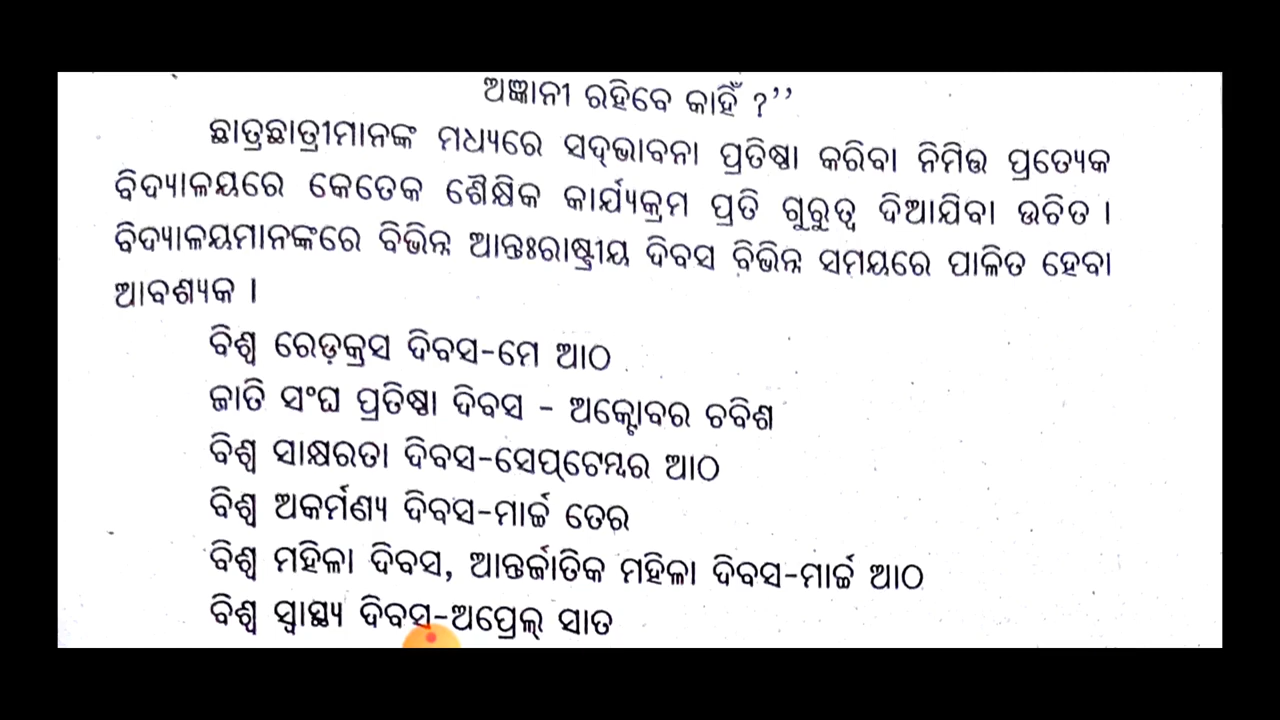 ଅଜ୍ଞାନୀ ରହିବେ କାହିଁ ?’’
ଛାତ୍ରଛାତ୍ରୀମାନଙ୍କ ମଧ୍ୟରେ ସଦ୍‌ଭାବନା ପ୍ରତିଷ୍ଠା କରିବା ନିମିତ୍ତ ପ୍ରତ୍ୟେକ
ବିଦ୍ୟାଳୟରେ କେତେକ ଶୈକ୍ଷିକ କାର୍ଯ୍ୟକ୍ରମ ପ୍ରତି ଗୁରୁତ୍ୱ ଦିଆଯିବା ଉଚିତ ।
ବିଦ୍ୟାଳୟମାନଙ୍କରେ ବିଭିନ୍ନ ଆନ୍ତଃରାଷ୍ଟ୍ରୀୟ ଦିବସ ବିଭିନ୍ନ ସମୟରେ ପାଳିତ ହେବା
ଆବଶ୍ୟକ ।
ବିଶ୍ୱ ରେଡ଼କ୍ରସ ଦିବସ-ମେ ଆଠ
ଜାତି ସଂଘ ପ୍ରତିଷ୍ଠା ଦିବସ - ଅକ୍ଟୋବର ଚବିଶ
ବିଶ୍ୱ ସାକ୍ଷରତା ଦିବସ-ସେପ୍‌ଟେମ୍ବର ଆଠ
ବିଶ୍ୱ ଅକର୍ମଣ୍ୟ ଦିବସ-ମାର୍ଚ୍ଚ ତେର
ବିଶ୍ୱ ମହିଳା ଦିବସ, ଆନ୍ତର୍ଜାତିକ ମହିଳା ଦିବସ-ମାର୍ଚ୍ଚ ଆଠ
ବିଶ୍ୱ ସ୍ୱାସ୍ଥ୍ୟ ଦିବସ-ଅପ୍ରେଲ୍ ସାତ